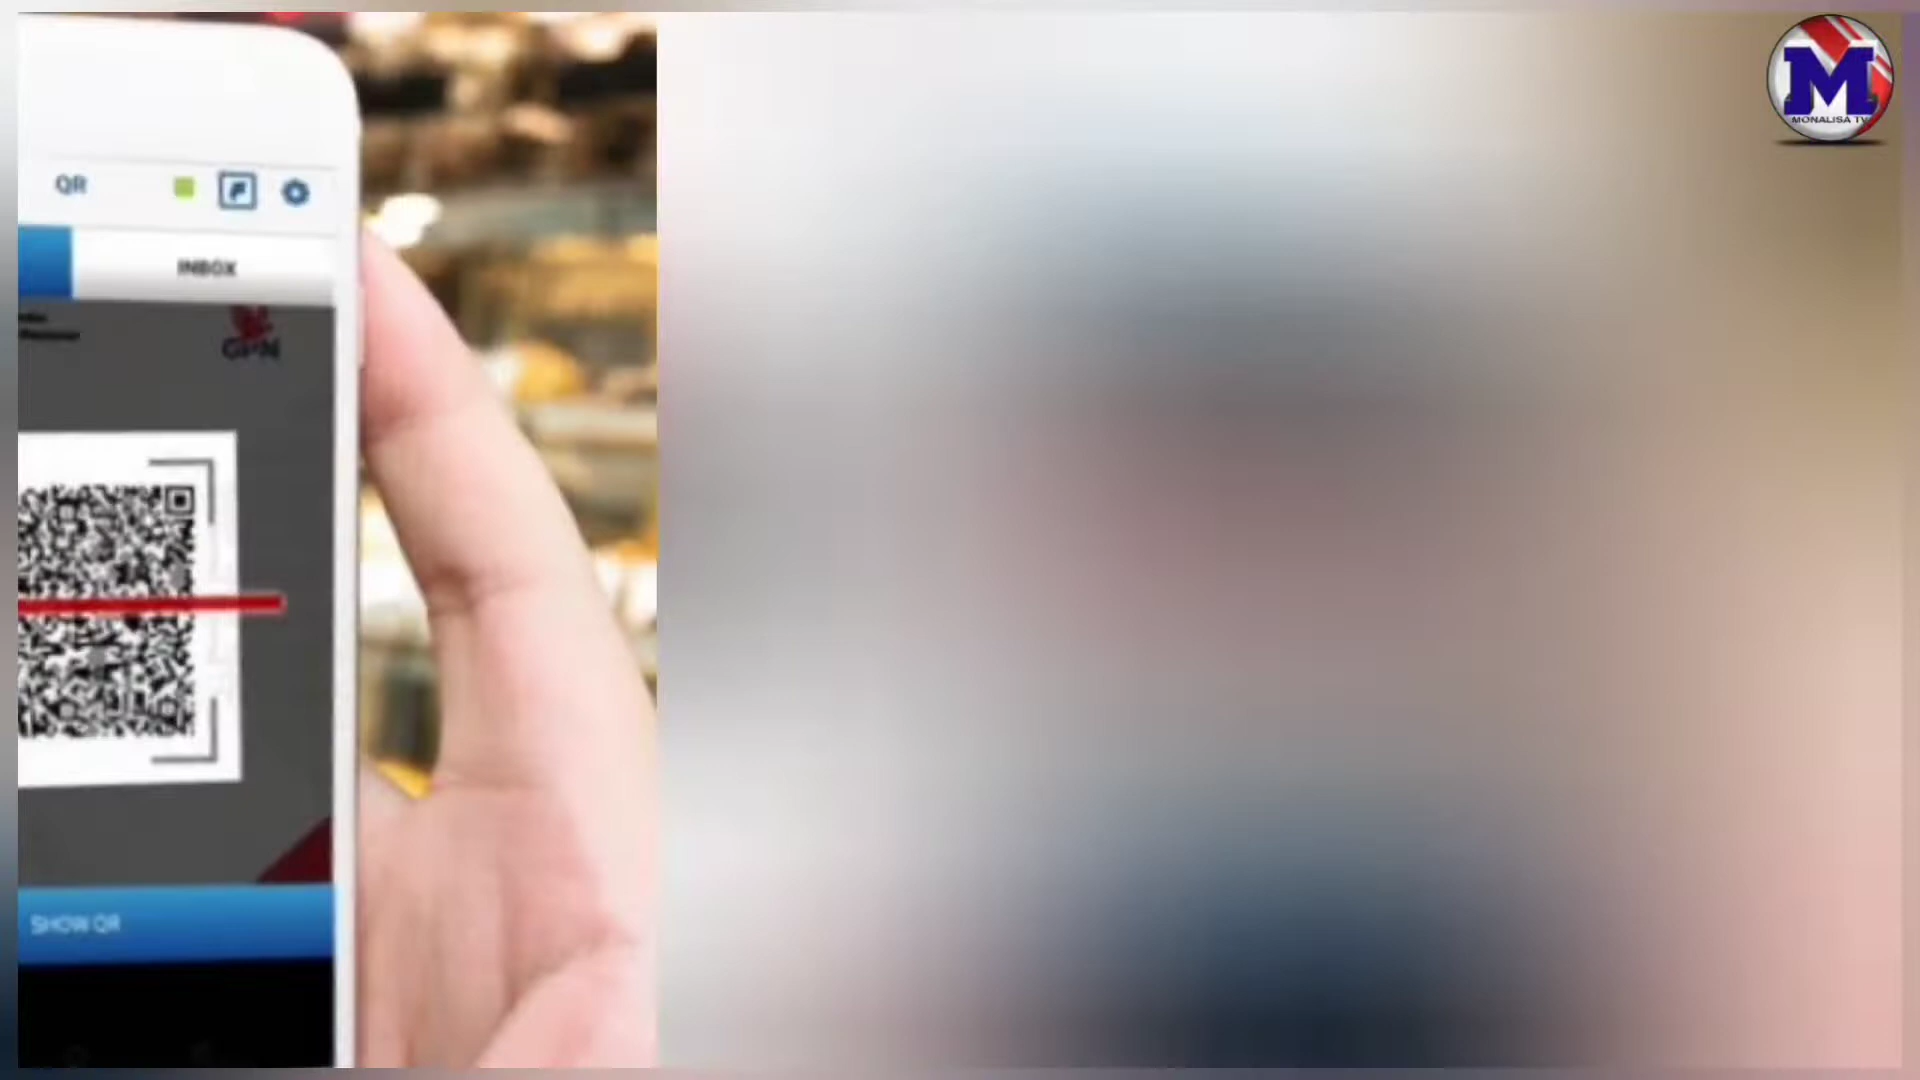 QR
INBOX
GPN
SHOW QR
M
MONALISA TV